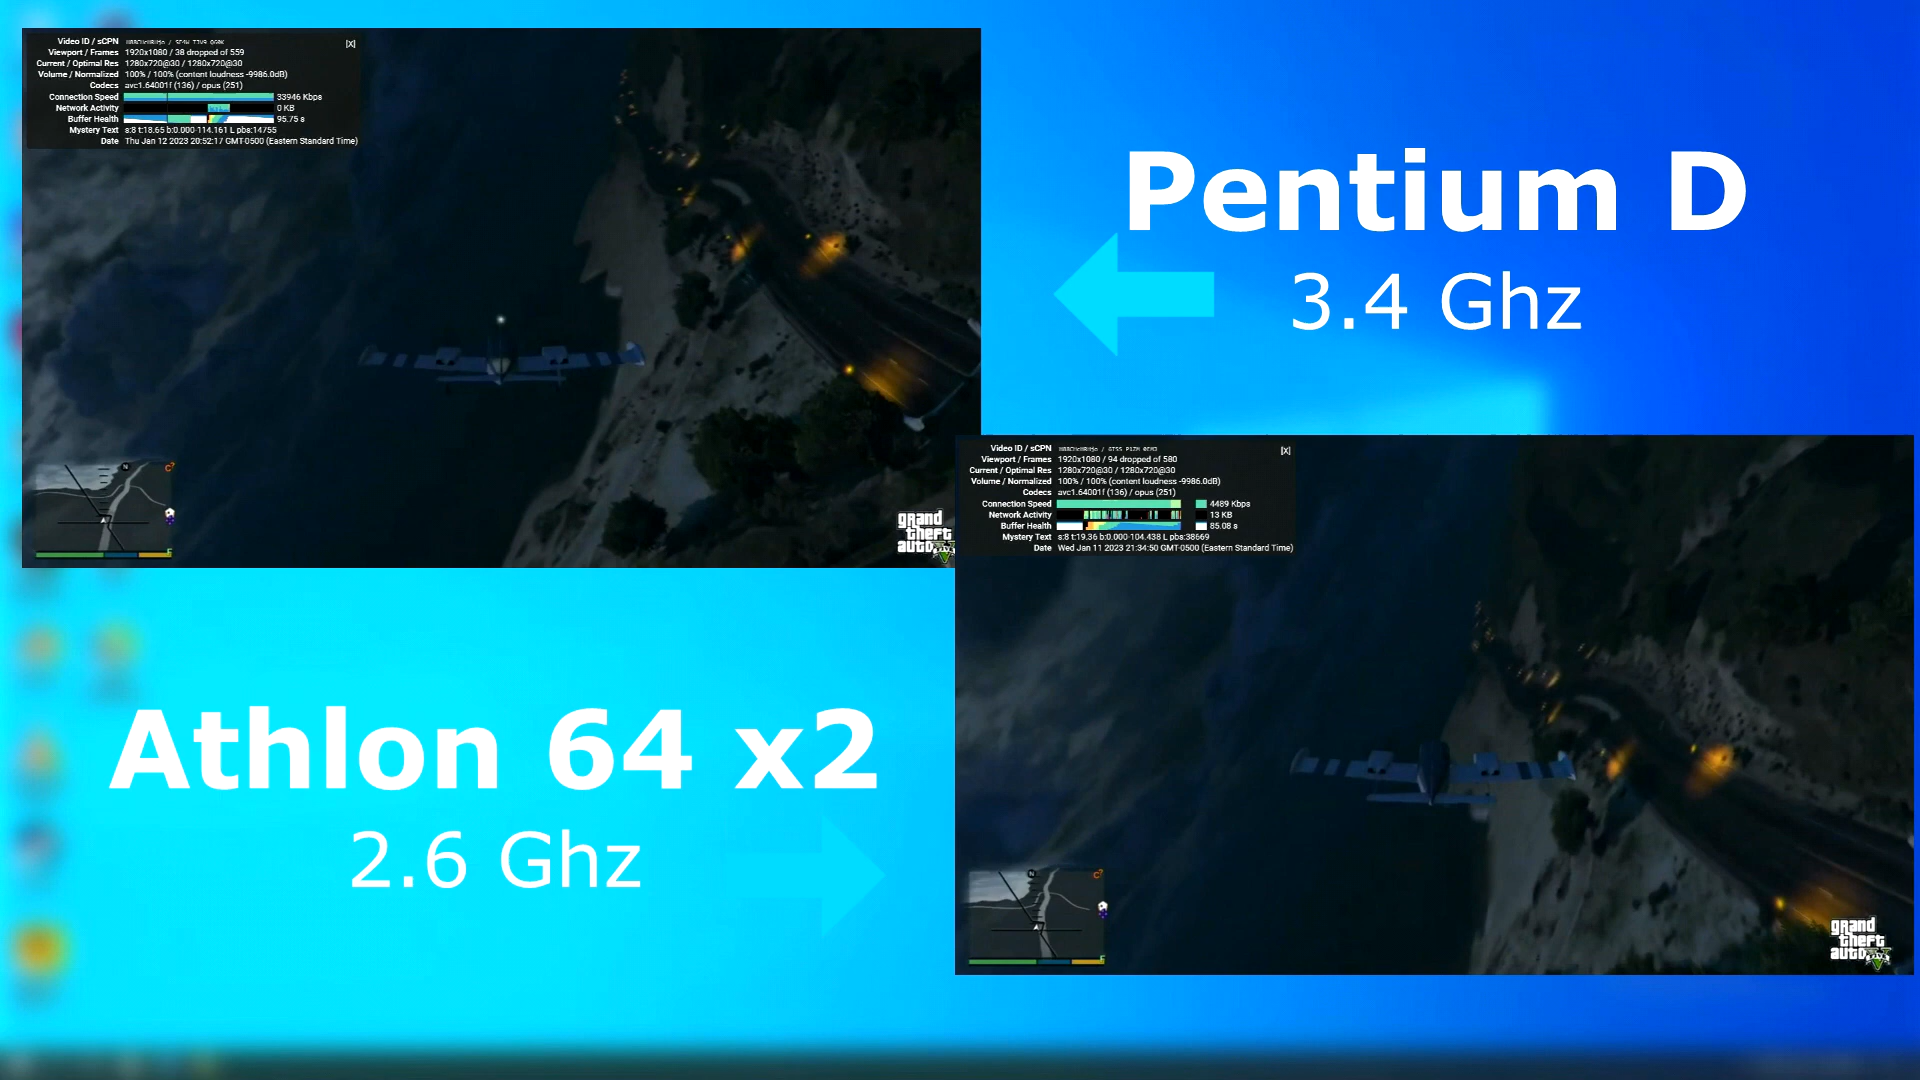 Video ID / sCPN
Viewport / Frames 1920x1080 / 38 dropped of 559
Current / Optimal Res 1280x720@30 / 1280x720@30
Volume / Normalized 100% / 100% (content loudness -9986.0dB)
Codecs avc1.64001f (136) / opus (251)
Connection Speed 33946 Kbps
Network Activity 0 KB
Buffer Health 95.75 s
Mystery Text s:8 t:18.65 b:0.000-114.161 L pbs:14755
Date Thu Jan 12 2023 20:52:17 GMT-0500 (Eastern Standard Time)
[X]
Pentium D
3.4 Ghz
N
C?
grand
theft
auto V
Video ID / sCPN
Viewport / Frames 1920x1080 / 94 dropped of 580
Current / Optimal Res 1280x720@30 / 1280x720@30
Volume / Normalized 100% / 100% (content loudness -9986.0dB)
Codecs avc1.64001f (136) / opus (251)
Connection Speed 4489 Kbps
Network Activity 13 KB
Buffer Health 85.08 s
Mystery Text s:8 t:19.36 b:0.000-104.438 L pbs:38669
Date Wed Jan 11 2023 21:34:50 GMT-0500 (Eastern Standard Time)
[X]
Athlon 64 x2
2.6 Ghz
N
C?
grand
theft
auto V